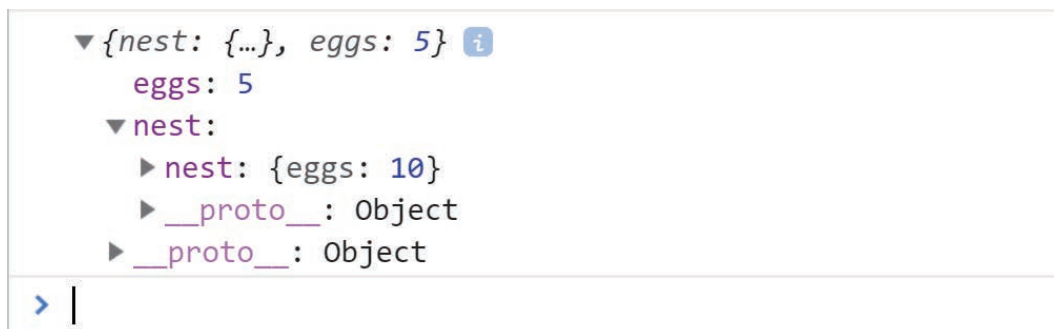 ▼{nest: {…}, eggs: 5} i
eggs: 5
▼nest:
▶nest: {eggs: 10}
▶__proto__: Object
▶__proto__: Object
>